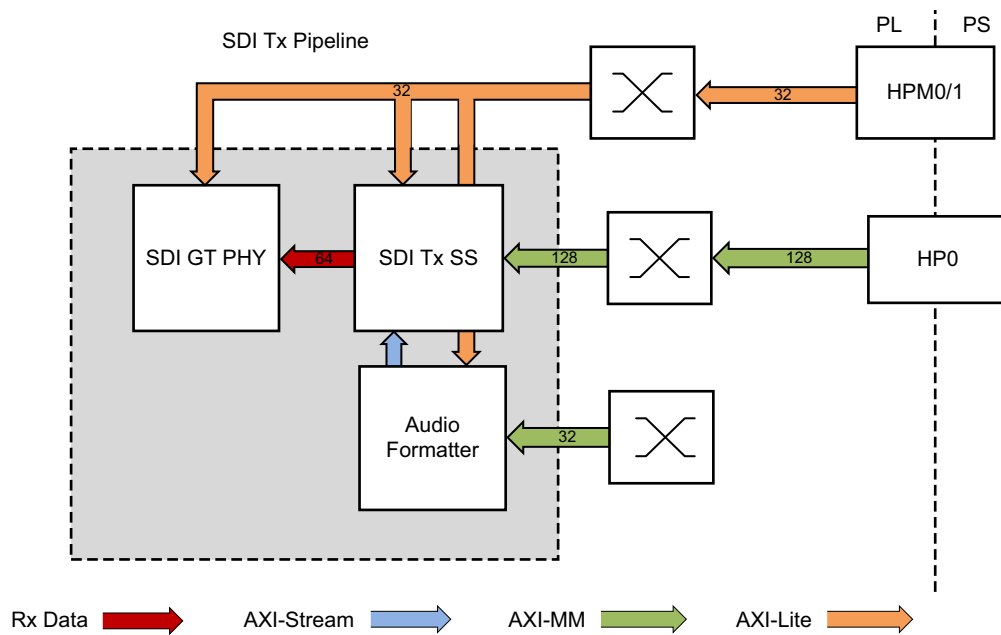 PL
PS
SDI Tx Pipeline
32
32
HPM0/1
SDI GT PHY
64
SDI Tx SS
128
128
HP0
Audio
Formatter
32
Rx Data
AXI-Stream
AXI-MM
AXI-Lite